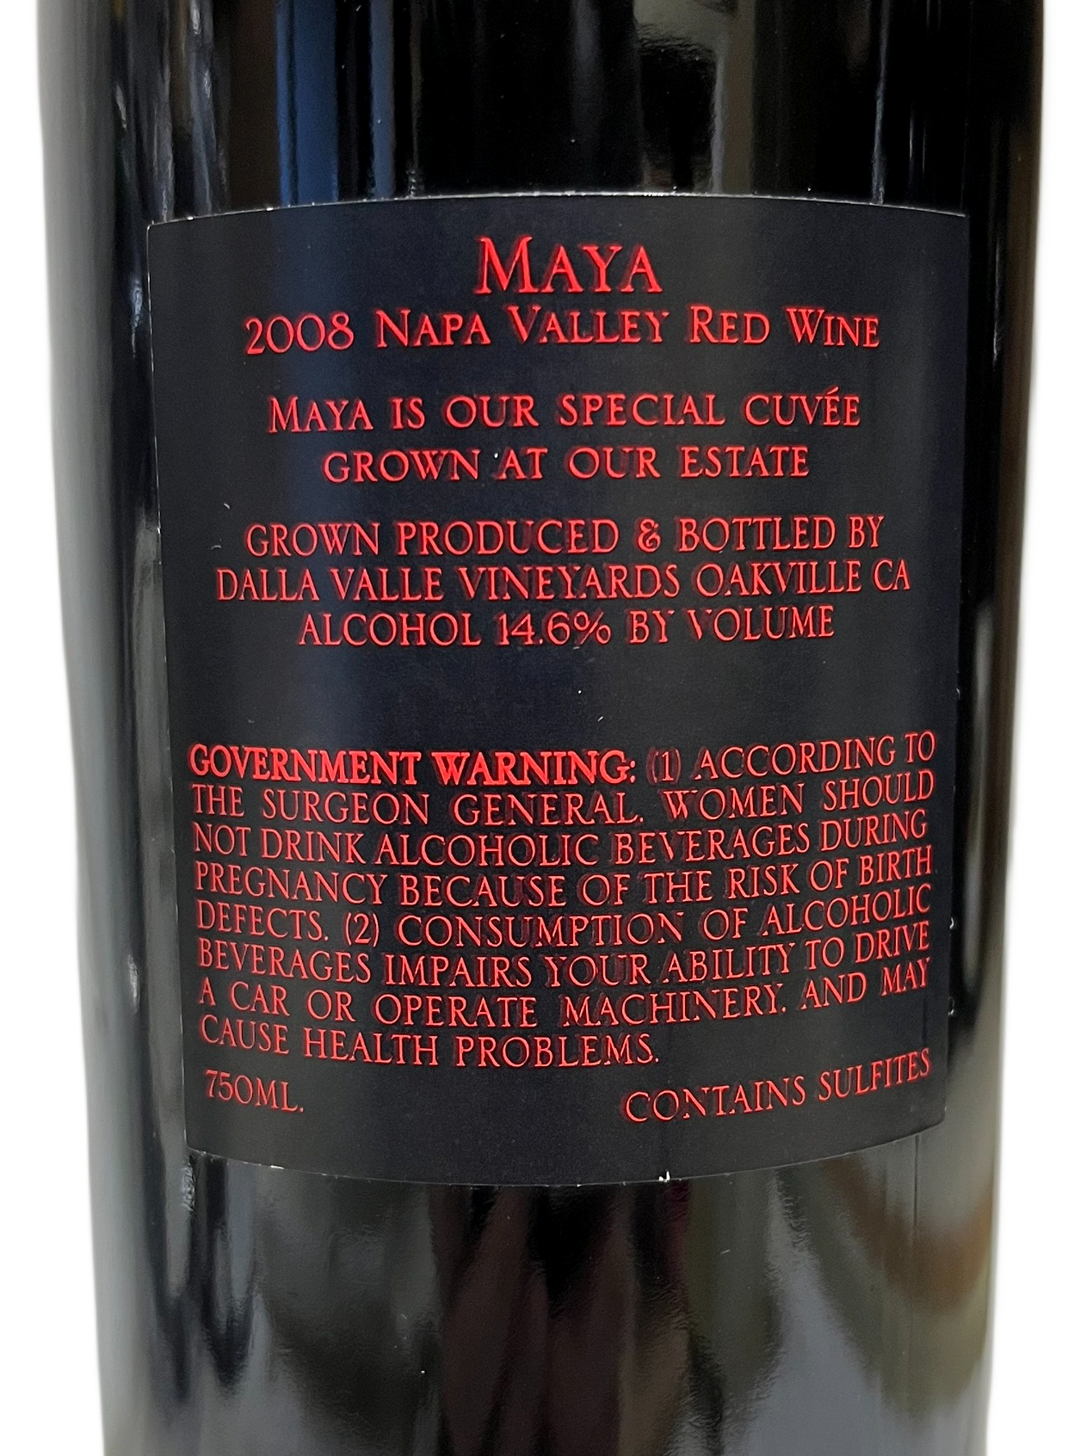 MAYA
2008 NAPA VALLEY RED WINE
MAYA IS OUR SPECIAL CUVÉE
GROWN AT OUR ESTATE
GROWN PRODUCED & BOTTLED BY
DALLA VALLE VINEYARDS OAKVILLE CA
ALCOHOL 14.6% BY VOLUME
GOVERNMENT WARNING: (1) ACCORDING TO
THE SURGEON GENERAL. WOMEN SHOULD
NOT DRINK ALCOHOLIC BEVERAGES DURING
PREGNANCY BECAUSE OF THE RISK OF BIRTH
DEFECTS. (2) CONSUMPTION OF ALCOHOLIC
BEVERAGES IMPAIRS YOUR ABILITY TO DRIVE
A CAR OR OPERATE MACHINERY. AND MAY
CAUSE HEALTH PROBLEMS.
750ML. CONTAINS SULFITES